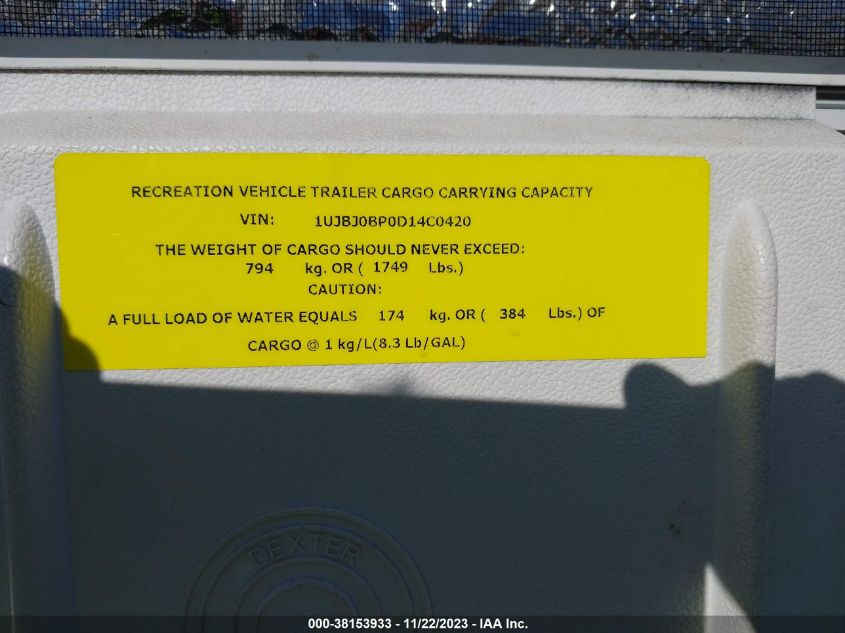 RECREATION VEHICLE TRAILER CARGO CARRYING CAPACITY
VIN: 1UJBJ0BP0D14C0420
THE WEIGHT OF CARGO SHOULD NEVER EXCEED:
794 kg. OR ( 1749 Lbs.)
CAUTION:
A FULL LOAD OF WATER EQUALS 174 kg. OR ( 384 Lbs.) OF
CARGO @ 1 kg/L(8.3 Lb/GAL)
DEXTER
000-38153933 - 11/22/2023 - IAA Inc.